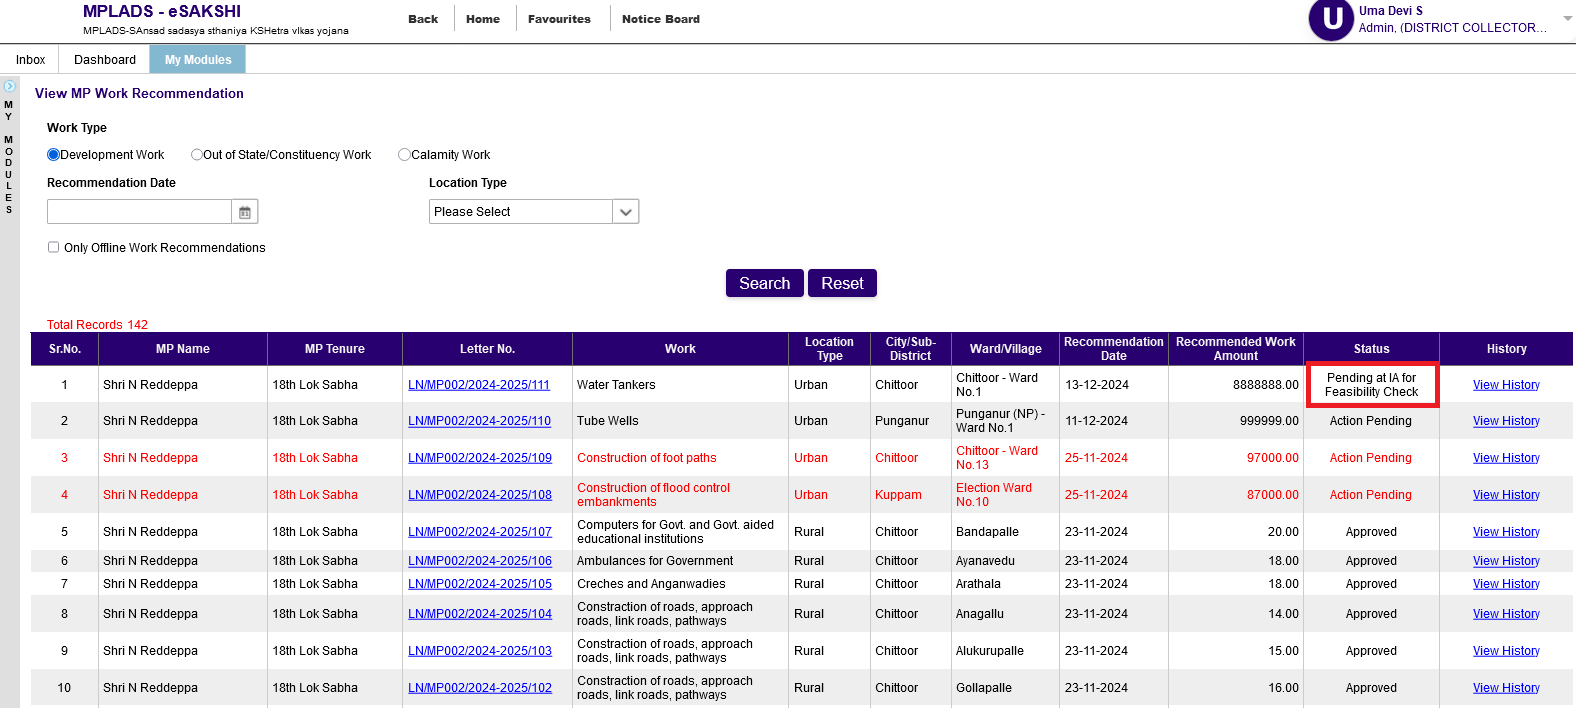 MPLADS - eSAKSHI
MPLADS-SAnsad sadasya sthaniya KSHetra vIkas yojana
Back Home Favourites Notice Board
U
Uma Devi S
Admin, (DISTRICT COLLECTOR...
Inbox Dashboard My Modules
MY MODULES
View MP Work Recommendation
Work Type
Development Work Out of State/Constituency Work Calamity Work
Recommendation Date Location Type
Please Select
Only Offline Work Recommendations
Search Reset
Total Records 142
Sr.No. MP Name MP Tenure Letter No. Work Location Type City/Sub-District Ward/Village Recommendation Date Recommended Work Amount Status History
1 Shri N Reddeppa 18th Lok Sabha LN/MP002/2024-2025/111 Water Tankers Urban Chittoor Chittoor - Ward No.1 13-12-2024 8888888.00 Pending at IA for Feasibility Check View History
2 Shri N Reddeppa 18th Lok Sabha LN/MP002/2024-2025/110 Tube Wells Urban Punganur Punganur (NP) - Ward No.1 11-12-2024 999999.00 Action Pending View History
3 Shri N Reddeppa 18th Lok Sabha LN/MP002/2024-2025/109 Construction of foot paths Urban Chittoor Chittoor - Ward No.13 25-11-2024 97000.00 Action Pending View History
4 Shri N Reddeppa 18th Lok Sabha LN/MP002/2024-2025/108 Construction of flood control embankments Urban Kuppam Election Ward No.10 25-11-2024 87000.00 Action Pending View History
5 Shri N Reddeppa 18th Lok Sabha LN/MP002/2024-2025/107 Computers for Govt. and Govt. aided educational institutions Rural Chittoor Bandapalle 23-11-2024 20.00 Approved View History
6 Shri N Reddeppa 18th Lok Sabha LN/MP002/2024-2025/106 Ambulances for Government Rural Chittoor Ayanavedu 23-11-2024 18.00 Approved View History
7 Shri N Reddeppa 18th Lok Sabha LN/MP002/2024-2025/105 Creches and Anganwadies Rural Chittoor Arathala 23-11-2024 18.00 Approved View History
8 Shri N Reddeppa 18th Lok Sabha LN/MP002/2024-2025/104 Constraction of roads, approach roads, link roads, pathways Rural Chittoor Anagallu 23-11-2024 14.00 Approved View History
9 Shri N Reddeppa 18th Lok Sabha LN/MP002/2024-2025/103 Constraction of roads, approach roads, link roads, pathways Rural Chittoor Alukurupalle 23-11-2024 15.00 Approved View History
10 Shri N Reddeppa 18th Lok Sabha LN/MP002/2024-2025/102 Constraction of roads, approach roads, link roads, pathways Rural Chittoor Gollapalle 23-11-2024 16.00 Approved View History